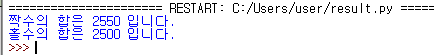 ===================== RESTART: C:/Users/user/result.py =====
짝수의 합은 2550 입니다.
홀수의 합은 2500 입니다.
>>>